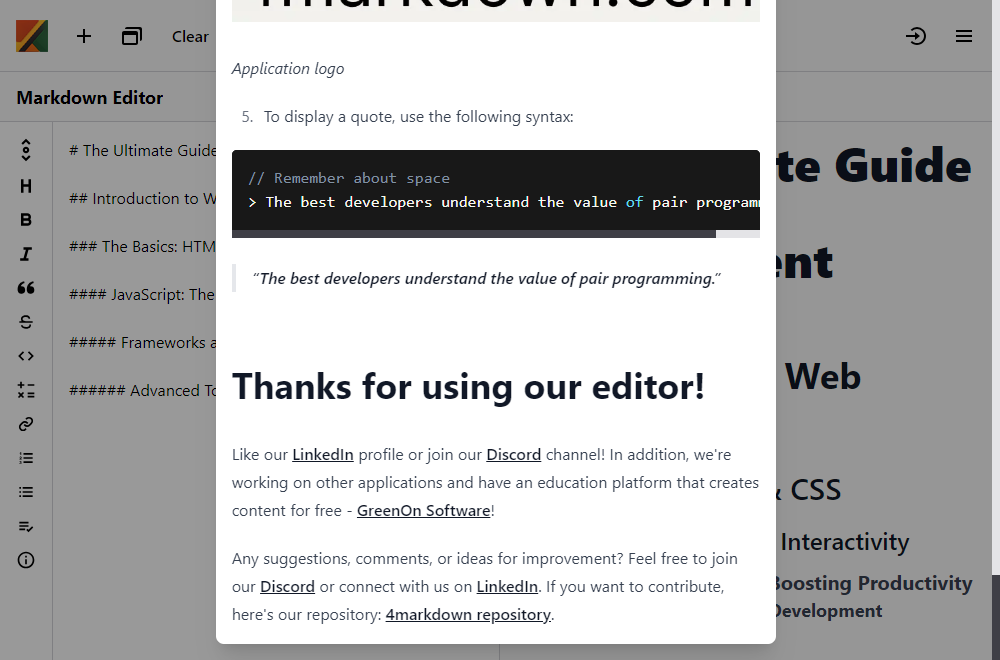 4markdown.com
Clear
Application logo
Markdown Editor
5. To display a quote, use the following syntax:
# The Ultimate Guide
te Guide
// Remember about space
## Introduction to W
> The best developers understand the value of pair programm
### The Basics: HTM
ent
“The best developers understand the value of pair programming.”
#### JavaScript: The
##### Frameworks a
Web
Thanks for using our editor!
###### Advanced To
Like our LinkedIn profile or join our Discord channel! In addition, we're
working on other applications and have an education platform that creates
& CSS
content for free - GreenOn Software!
Interactivity
Any suggestions, comments, or ideas for improvement? Feel free to join
our Discord or connect with us on LinkedIn. If you want to contribute,
Boosting Productivity
here's our repository: 4markdown repository.
Development